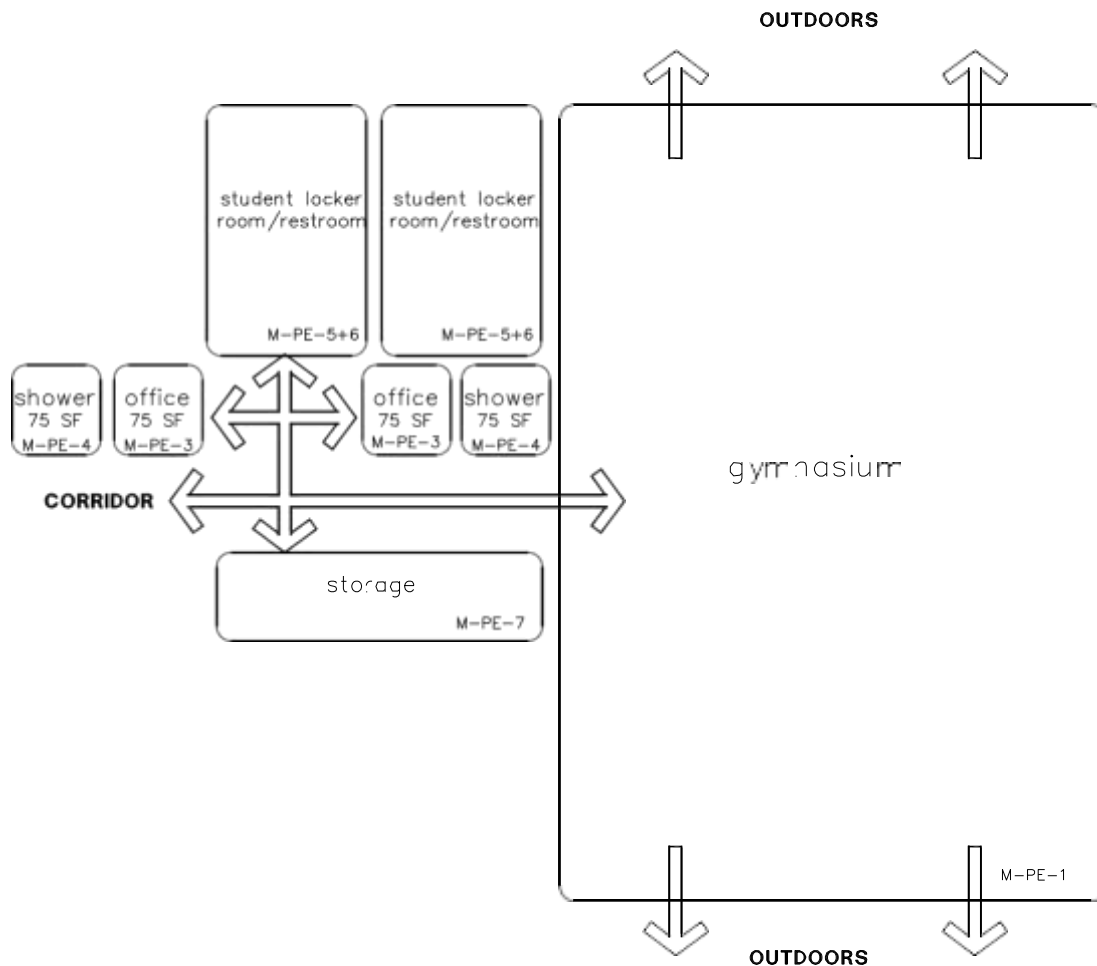 OUTDOORS
student locker
room/restroom
M-PE-5+6
student locker
room/restroom
M-PE-5+6
shower
75 SF
M-PE-4
office
75 SF
M-PE-3
office
75 SF
M-PE-3
shower
75 SF
M-PE-4
gymnasium
CORRIDOR
storage
M-PE-7
M-PE-1
OUTDOORS